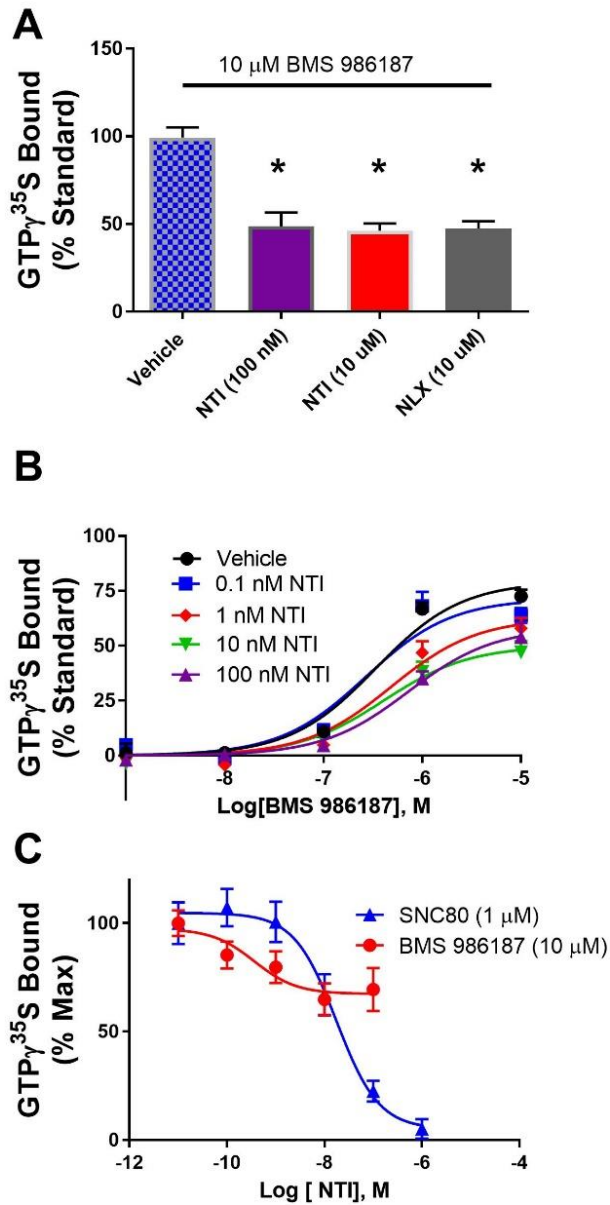 A
GTPγ³⁵S Bound
(% Standard)
150
100
50
0
10 μM BMS 986187
*
*
*
Vehicle
NTI (100 nM)
NTI (10 uM)
NLX (10 uM)
B
GTPγ³⁵S Bound
(% Standard)
100
75
50
25
0
Vehicle
0.1 nM NTI
1 nM NTI
10 nM NTI
100 nM NTI
-8
-7
-6
-5
Log[BMS 986187], M
C
GTPγ³⁵S Bound
(% Max)
100
50
0
SNC80 (1 μM)
BMS 986187 (10 μM)
-12
-10
-8
-6
-4
Log [ NTI], M